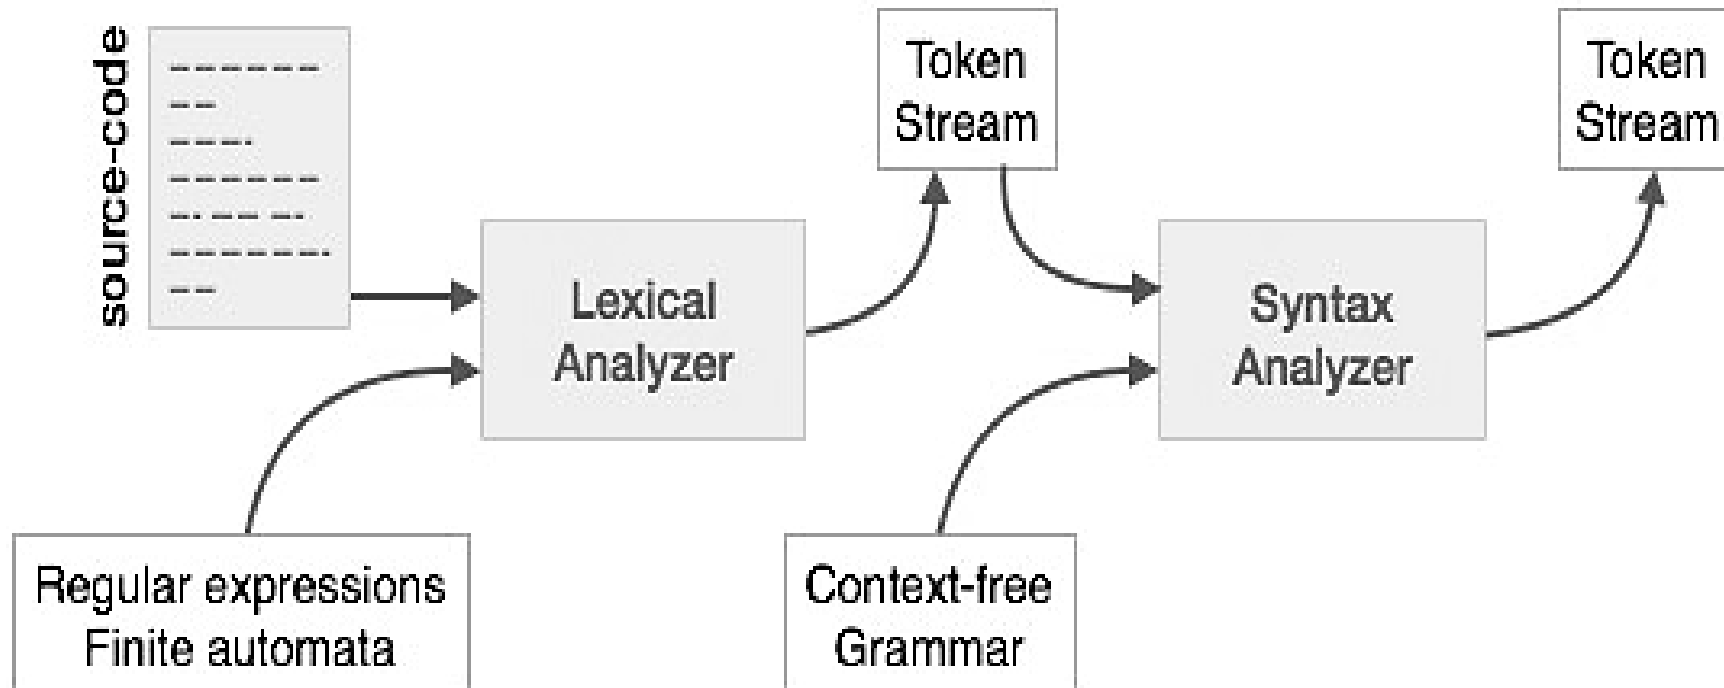 source-code
Token
Stream
Token
Stream
Lexical
Analyzer
Syntax
Analyzer
Regular expressions
Finite automata
Context-free
Grammar